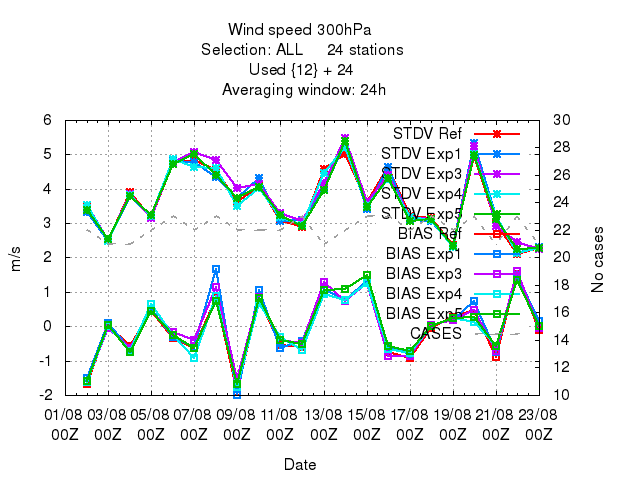 Wind speed 300hPa
Selection: ALL 24 stations
Used {12} + 24
Averaging window: 24h
6
5
4
3
2
1
0
-1
-2
m/s
30
28
26
24
22
20
18
16
14
12
10
No cases
STDV Ref
STDV Exp1
STDV Exp3
STDV Exp4
STDV Exp5
BIAS Ref
BIAS Exp1
BIAS Exp3
BIAS Exp4
BIAS Exp5
CASES
01/08 03/08 05/08 07/08 09/08 11/08 13/08 15/08 17/08 19/08 21/08 23/08
00Z 00Z 00Z 00Z 00Z 00Z 00Z 00Z 00Z 00Z 00Z 00Z
Date